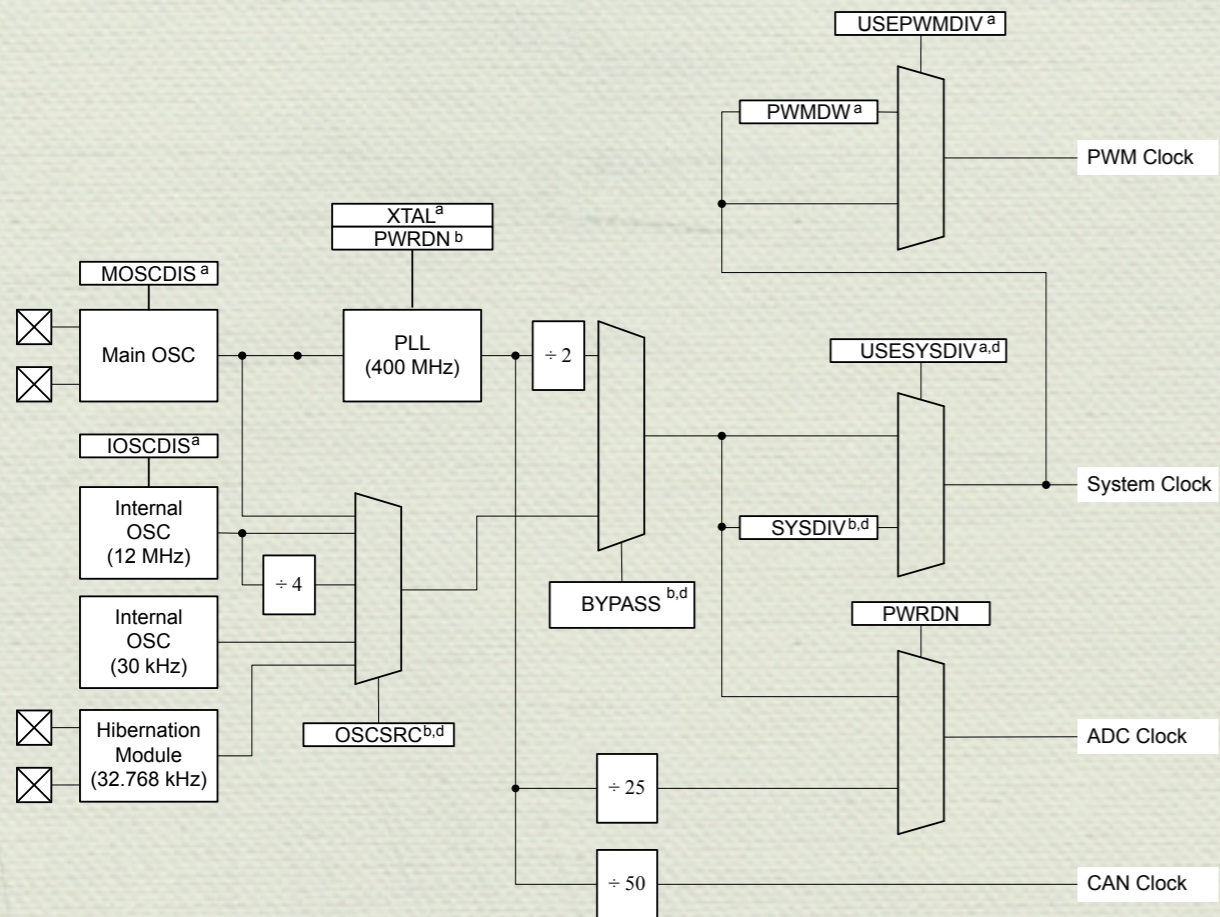 USEPWMDIV a
PWMDW a
PWM Clock
XTAL a
PWRDN b
MOSCDIS a
Main OSC
PLL
(400 MHz)
÷ 2
USESYSDIV a,d
IOSCDIS a
Internal
OSC
(12 MHz)
÷ 4
System Clock
SYSDIV b,d
BYPASS b,d
Internal
OSC
(30 kHz)
PWRDN
OSCSRC b,d
Hibernation
Module
(32.768 kHz)
ADC Clock
÷ 25
÷ 50
CAN Clock